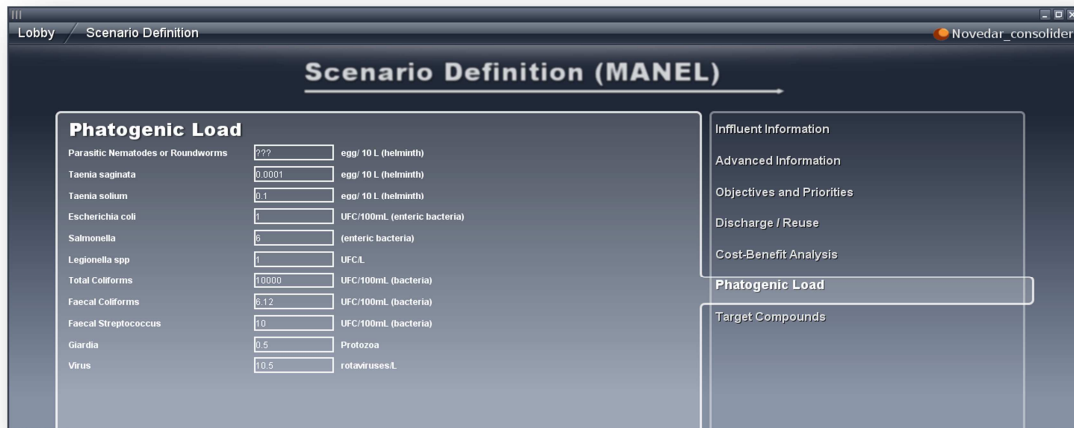 Lobby / Scenario Definition
Novedar_consolider
Scenario Definition (MANEL)
Phatogenic Load
Parasitic Nematodes or Roundworms ??? egg/ 10 L (helminth)
Taenia saginata 0.0001 egg/ 10 L (helminth)
Taenia solium 0.1 egg/ 10 L (helminth)
Escherichia coli 1 UFC/100mL (enteric bacteria)
Salmonella 6 (enteric bacteria)
Legionella spp 1 UFC/L
Total Coliforms 10000 UFC/100mL (bacteria)
Faecal Coliforms 6.12 UFC/100mL (bacteria)
Faecal Streptococcus 10 UFC/100mL (bacteria)
Giardia 0.5 Protozoa
Virus 10.5 rotaviruses/L
Inffluent Information
Advanced Information
Objectives and Priorities
Discharge / Reuse
Cost-Benefit Analysis
Phatogenic Load
Target Compounds